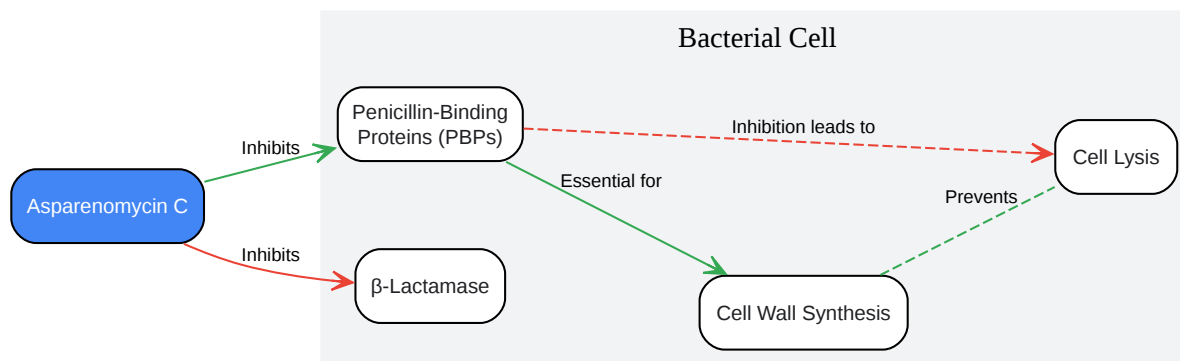 Bacterial Cell
Penicillin-Binding
Proteins (PBPs)
Inhibition leads to
Inhibits
Cell Lysis
Essential for
Asparenomycin C
Prevents
Inhibits
β-Lactamase
Cell Wall Synthesis